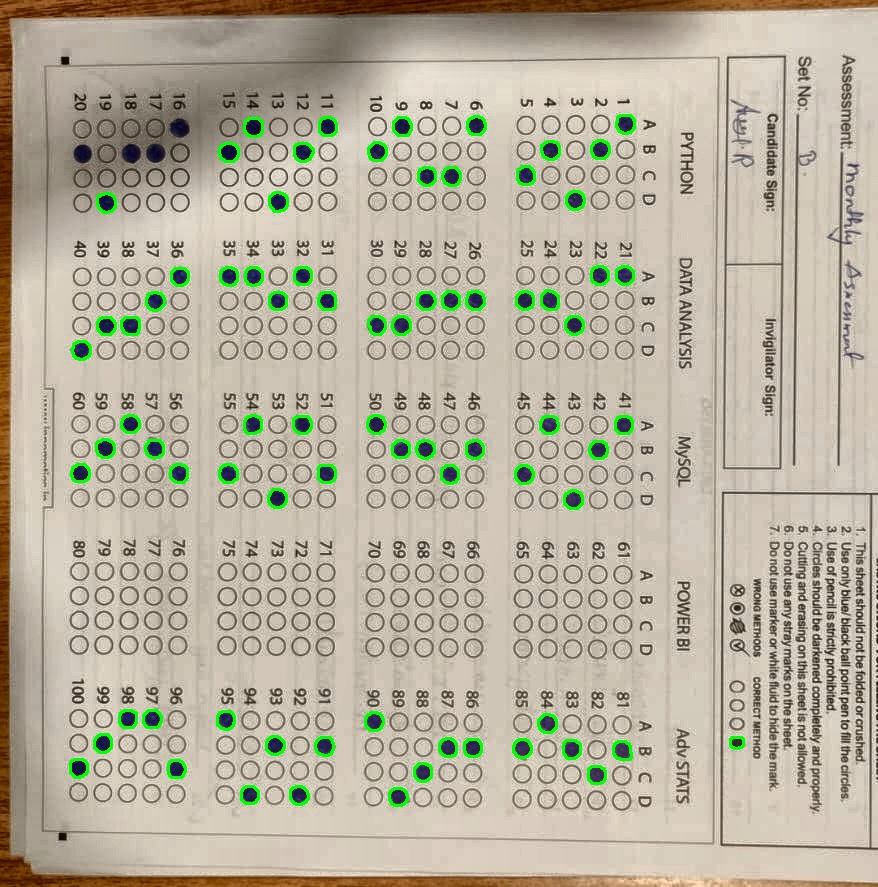 Assessment: Monthly Assessment
Set No: B.
Candidate Sign: Invigilator Sign:
1. This sheet should not be folded or crushed.
2. Use only blue/ black ball point pen to fill the circles.
3. Use of pencil is strictly prohibited.
4. Circles should be darkened completely and properly.
5. Cutting and erasing on this sheet is not allowed.
6. Do not use any stray marks on the sheet.
7. Do not use marker or white fluid to hide the mark.
WRONG METHODS CORRECT METHOD
PYTHON DATA ANALYSIS MySQL POWER BI Adv STATS
A B C D A B C D A B C D A B C D A B C D
1 21 41 61 81
2 22 42 62 82
3 23 43 63 83
4 24 44 64 84
5 25 45 65 85
6 26 46 66 86
7 27 47 67 87
8 28 48 68 88
9 29 49 69 89
10 30 50 70 90
11 31 51 71 91
12 32 52 72 92
13 33 53 73 93
14 34 54 74 94
15 35 55 75 95
16 36 56 76 96
17 37 57 77 97
18 38 58 78 98
19 39 59 79 99
20 40 60 80 100